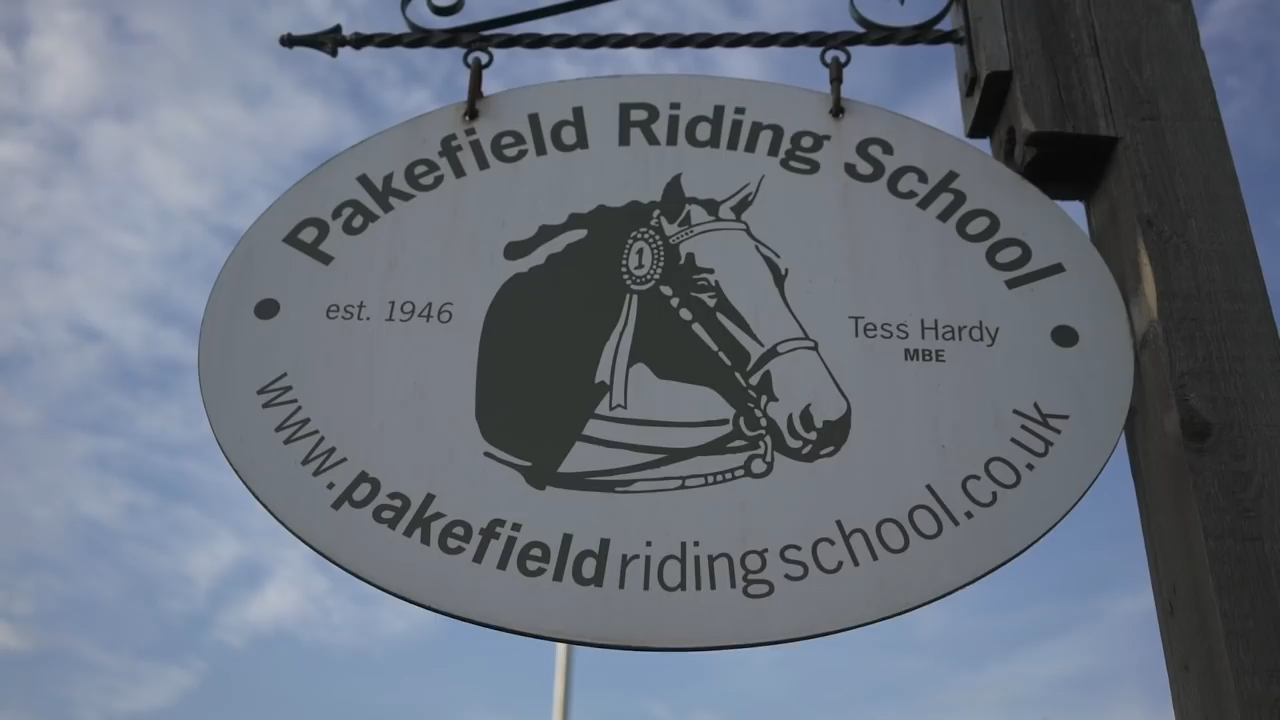 Pakefield Riding School
1
est. 1946
Tess Hardy
MBE
www.pakefieldridingschool.co.uk